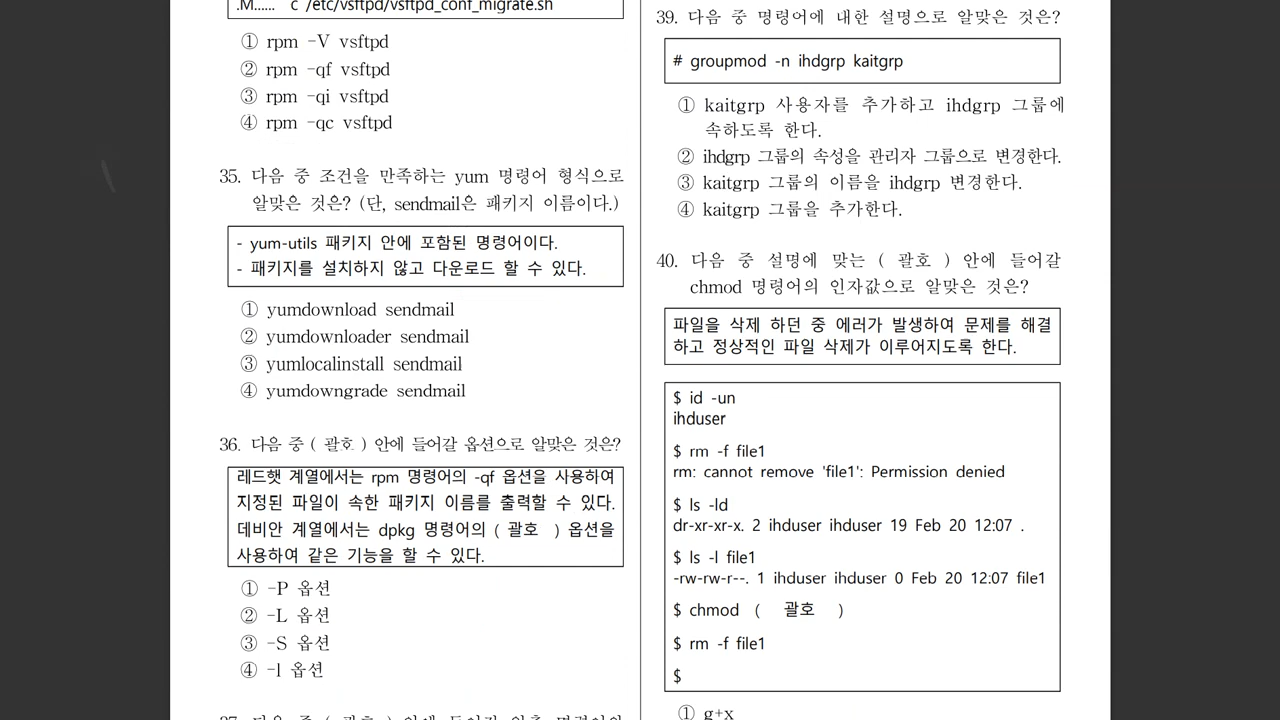 .M...... c /etc/vsftpd/vsftpd_conf_migrate.sh
① rpm -V vsftpd
② rpm -qf vsftpd
③ rpm -qi vsftpd
④ rpm -qc vsftpd
35. 다음 중 조건을 만족하는 yum 명령어 형식으로
알맞은 것은? (단, sendmail은 패키지 이름이다.)
- yum-utils 패키지 안에 포함된 명령어이다.
- 패키지를 설치하지 않고 다운로드 할 수 있다.
① yumdownload sendmail
② yumdownloader sendmail
③ yumlocalinstall sendmail
④ yumdowngrade sendmail
36. 다음 중 ( 괄호 ) 안에 들어갈 옵션으로 알맞은 것은?
레드햇 계열에서는 rpm 명령어의 -qf 옵션을 사용하여
지정된 파일이 속한 패키지 이름를 출력할 수 있다.
데비안 계열에서는 dpkg 명령어의 ( 괄호 ) 옵션을
사용하여 같은 기능을 할 수 있다.
① -P 옵션
② -L 옵션
③ -S 옵션
④ -l 옵션
39. 다음 중 명령어에 대한 설명으로 알맞은 것은?
# groupmod -n ihdgrp kaitgrp
① kaitgrp 사용자를 추가하고 ihdgrp 그룹에
속하도록 한다.
② ihdgrp 그룹의 속성을 관리자 그룹으로 변경한다.
③ kaitgrp 그룹의 이름을 ihdgrp 변경한다.
④ kaitgrp 그룹을 추가한다.
40. 다음 중 설명에 맞는 ( 괄호 ) 안에 들어갈
chmod 명령어의 인자값으로 알맞은 것은?
파일을 삭제 하던 중 에러가 발생하여 문제를 해결
하고 정상적인 파일 삭제가 이루어지도록 한다.
$ id -un
ihduser
$ rm -f file1
rm: cannot remove 'file1': Permission denied
$ ls -ld
dr-xr-xr-x. 2 ihduser ihduser 19 Feb 20 12:07 .
$ ls -l file1
-rw-rw-r--. 1 ihduser ihduser 0 Feb 20 12:07 file1
$ chmod ( 괄호 )
$ rm -f file1
$
① g+x